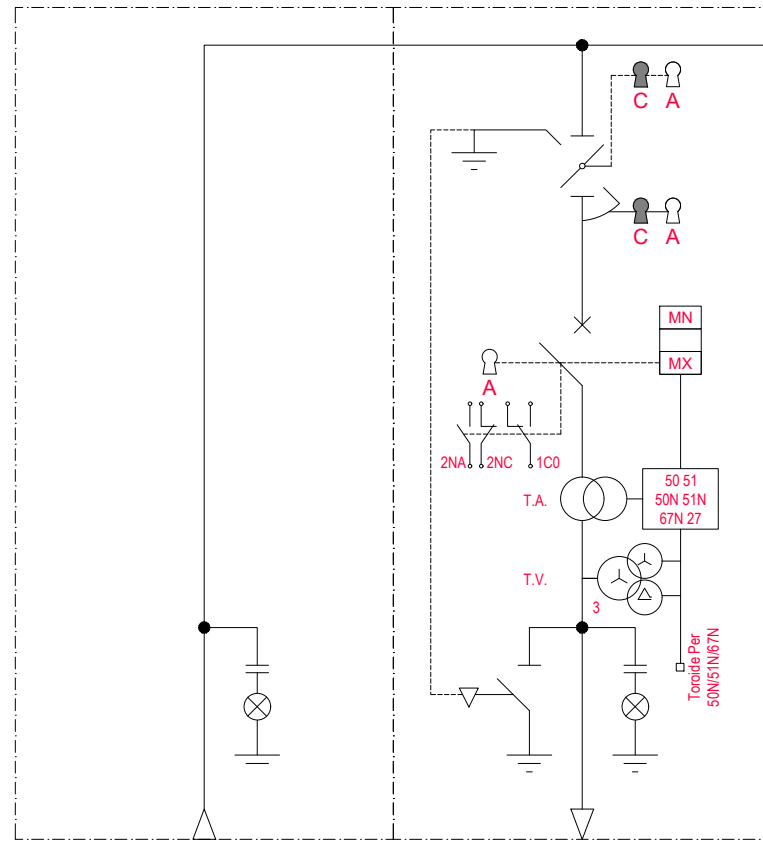 C A
C A
MN
MX
A
2NA 2NC 1C0
T.A.
50 51
50N 51N
67N 27
T.V.
3
Toroide Per
50N/51N/67N